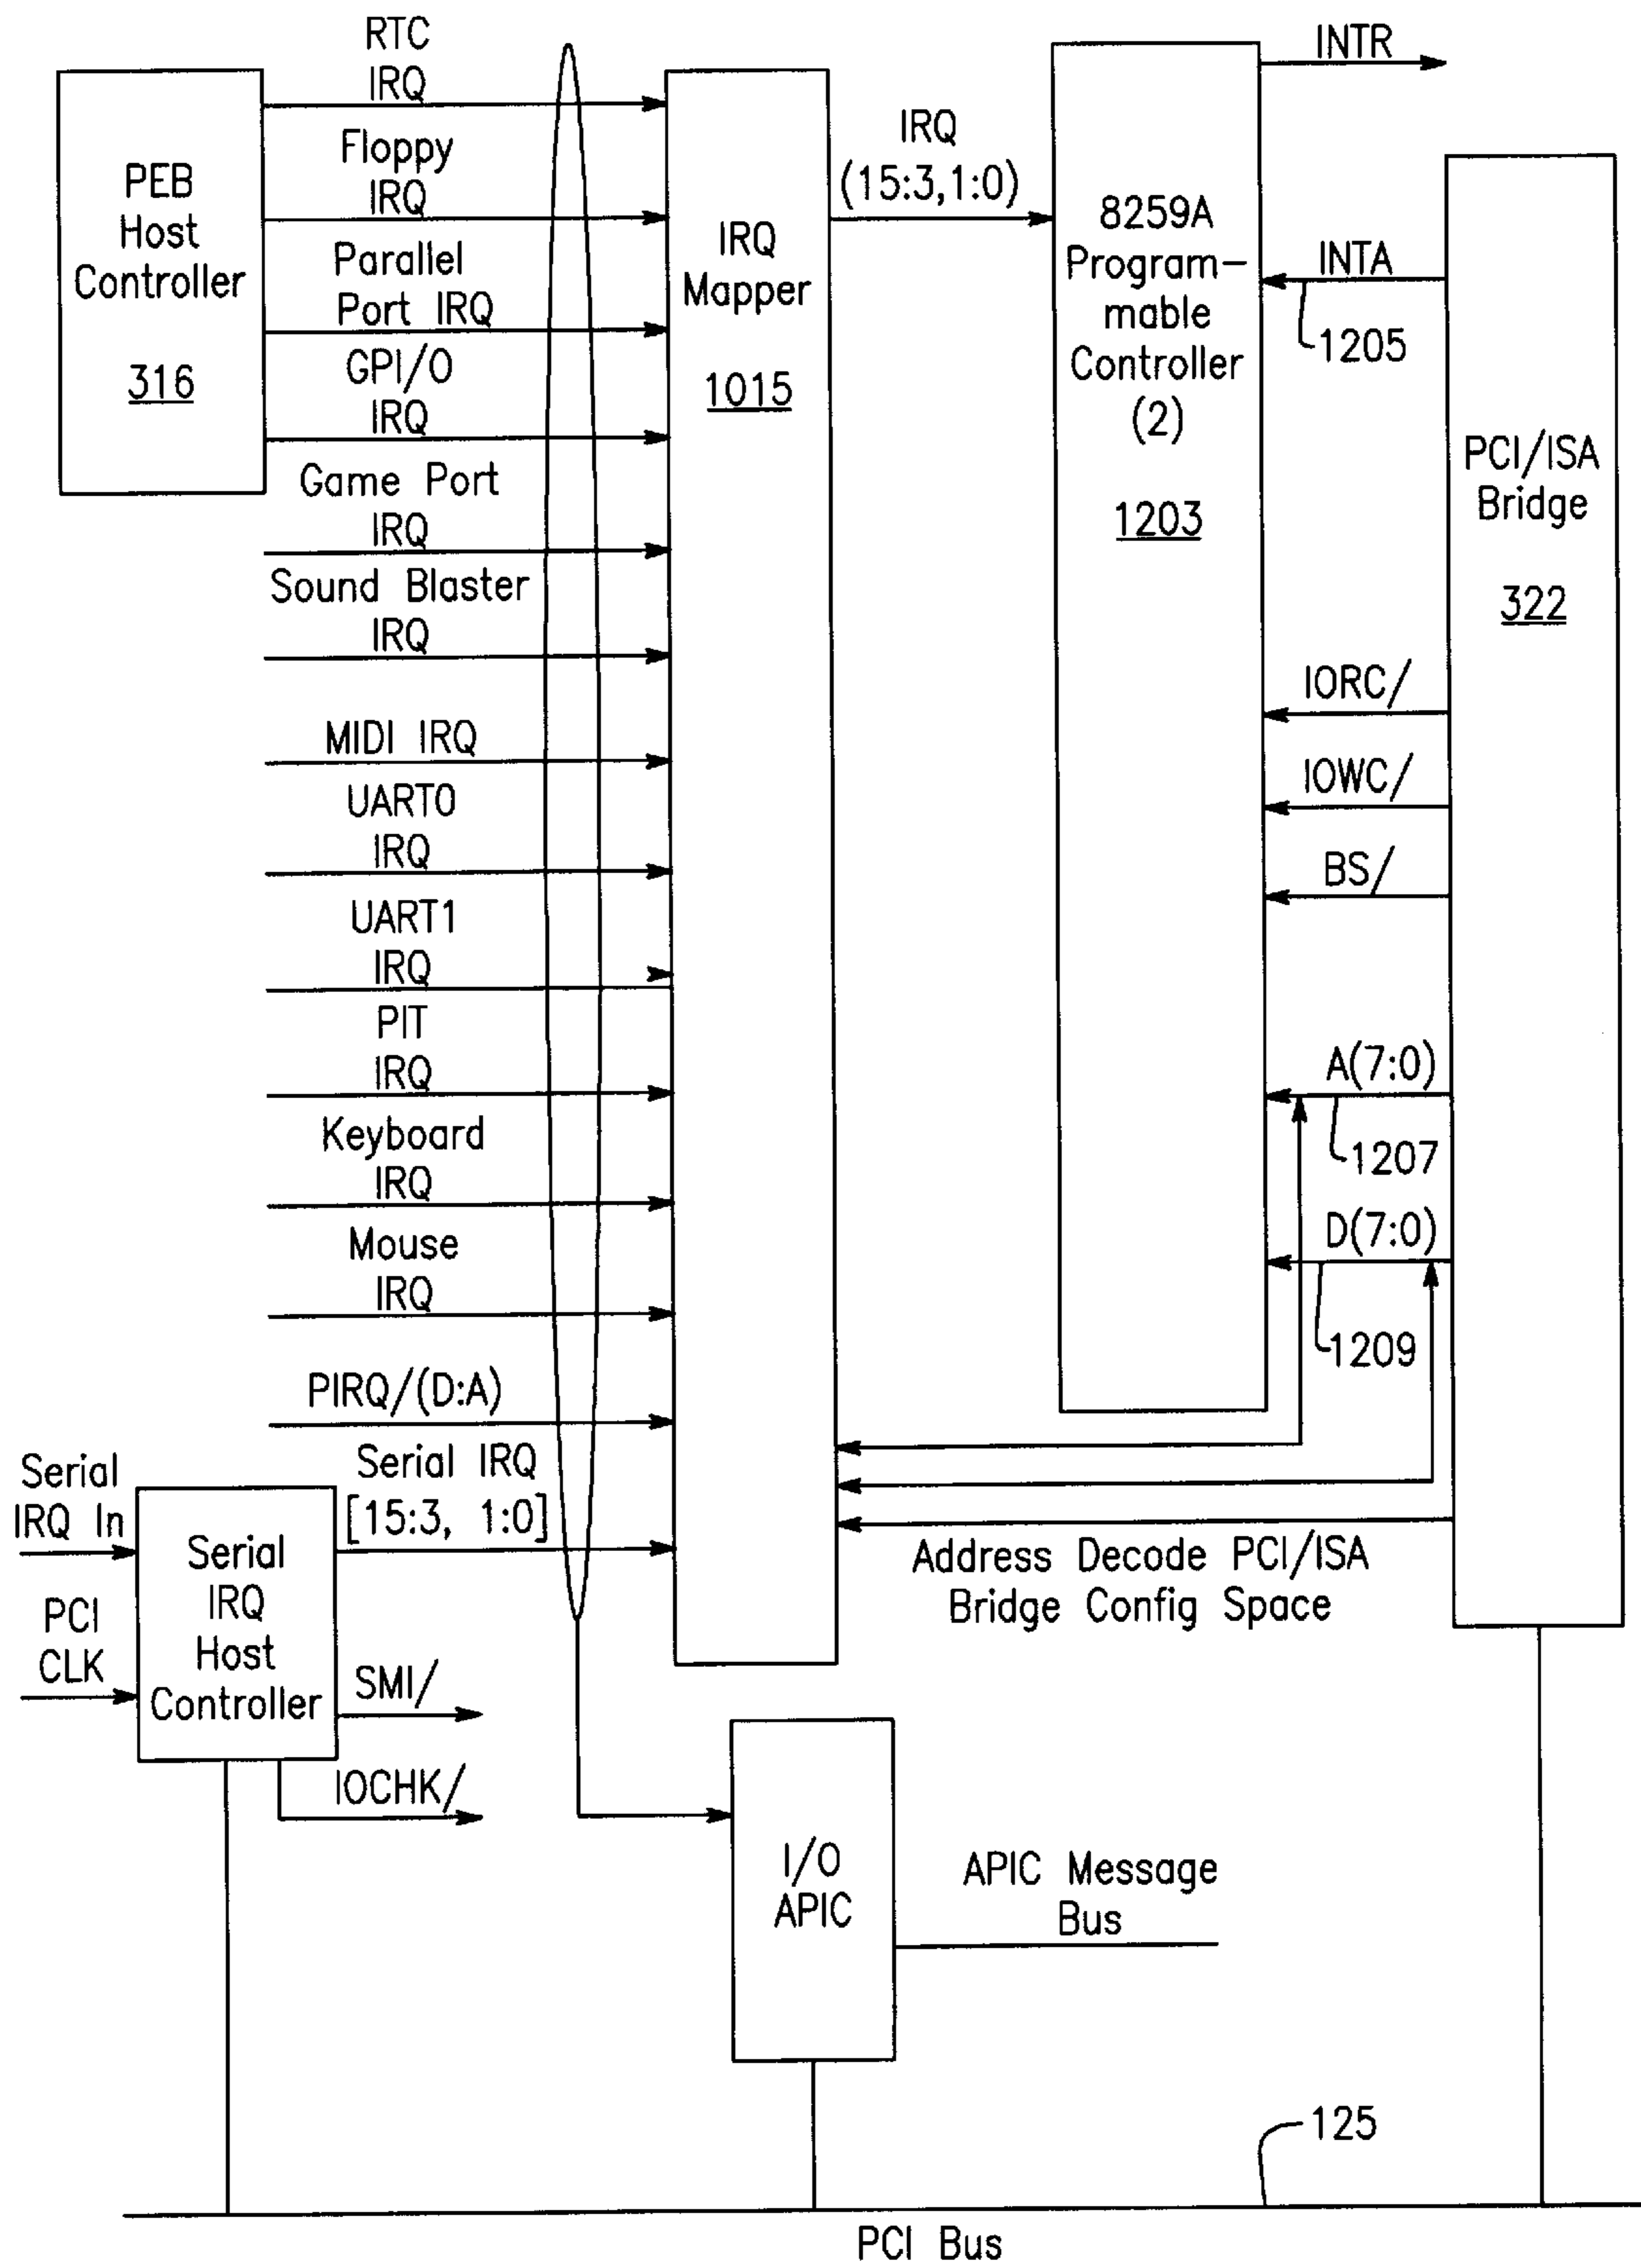 RTC
IRQ
Floppy
IRQ
Parallel
Port IRQ
GPI/O
IRQ
Game Port
IRQ
Sound Blaster
IRQ
MIDI IRQ
UART0
IRQ
UART1
IRQ
PIT
IRQ
Keyboard
IRQ
Mouse
IRQ
PIRQ/(D:A)
Serial IRQ
[15:3, 1:0]
PEB
Host
Controller
316
IRQ
Mapper
1015
IRQ
(15:3,1:0)
8259A
Program-
mable
Controller
(2)
1203
INTR
INTA
1205
PCI/ISA
Bridge
322
IORC/
IOWC/
BS/
A(7:0)
1207
D(7:0)
1209
Address Decode PCI/ISA
Bridge Config Space
Serial
IRQ In
PCI
CLK
Serial
IRQ
Host
Controller
SMI/
IOCHK/
I/O
APIC
APIC Message
Bus
125
PCI Bus